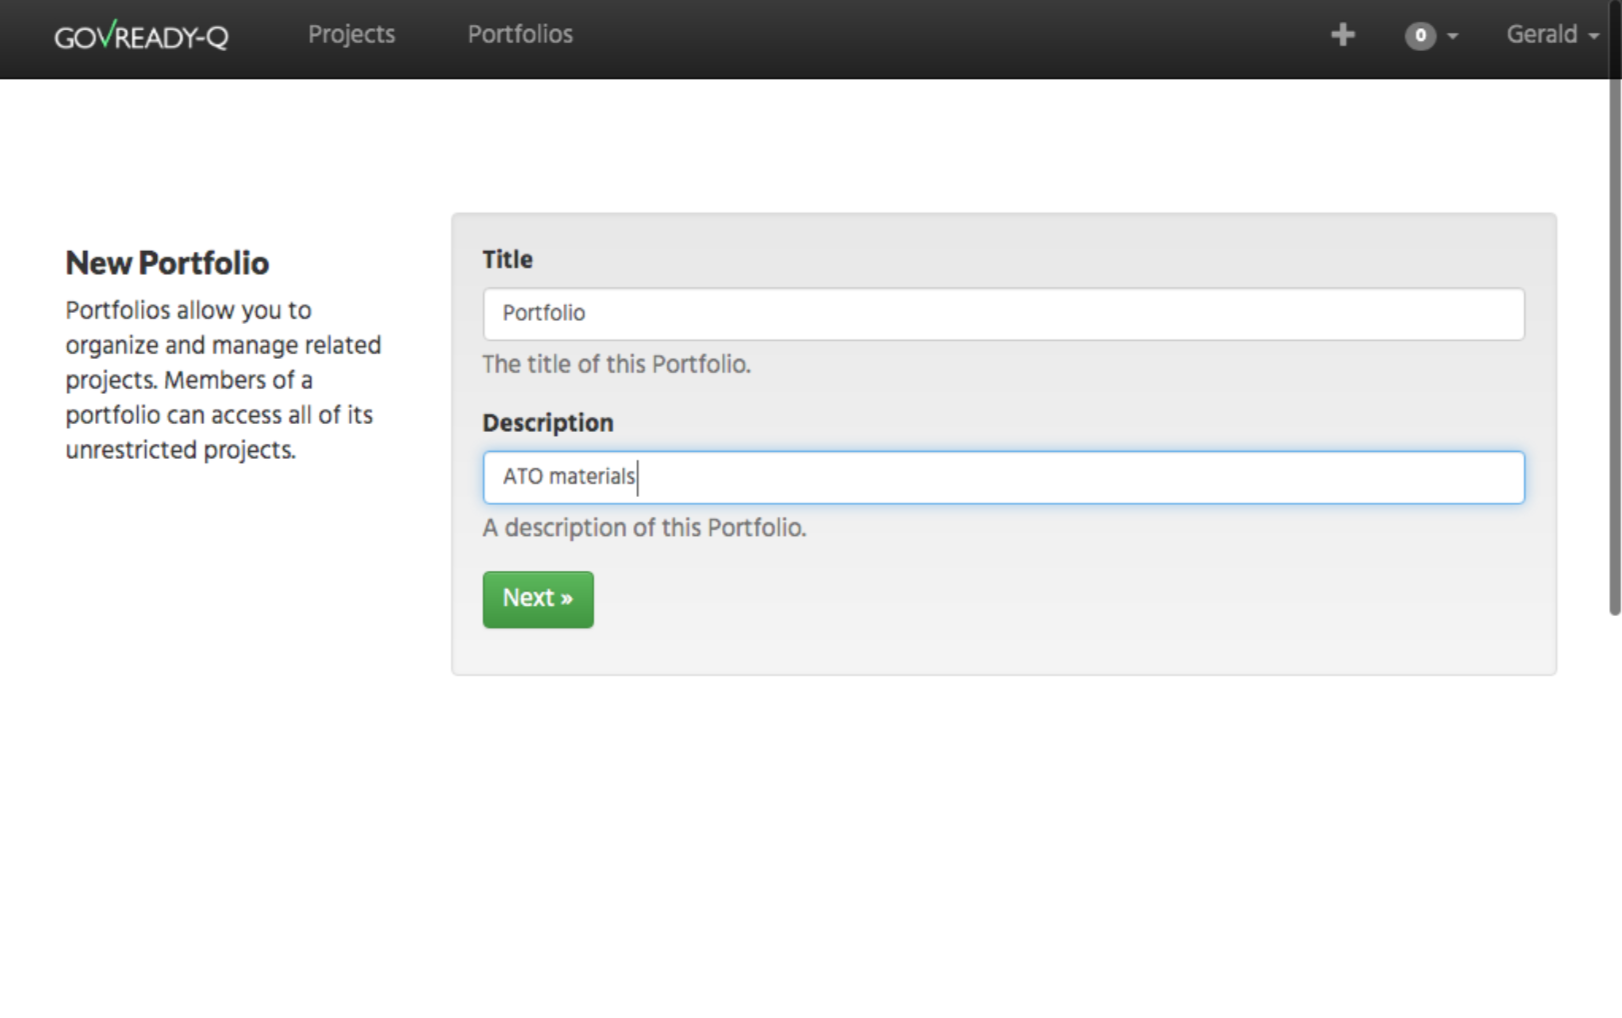 GOVREADY-Q Projects Portfolios 0 Gerald
New Portfolio
Portfolios allow you to
organize and manage related
projects. Members of a
portfolio can access all of its
unrestricted projects.
Title
Portfolio
The title of this Portfolio.
Description
ATO materials
A description of this Portfolio.
Next »